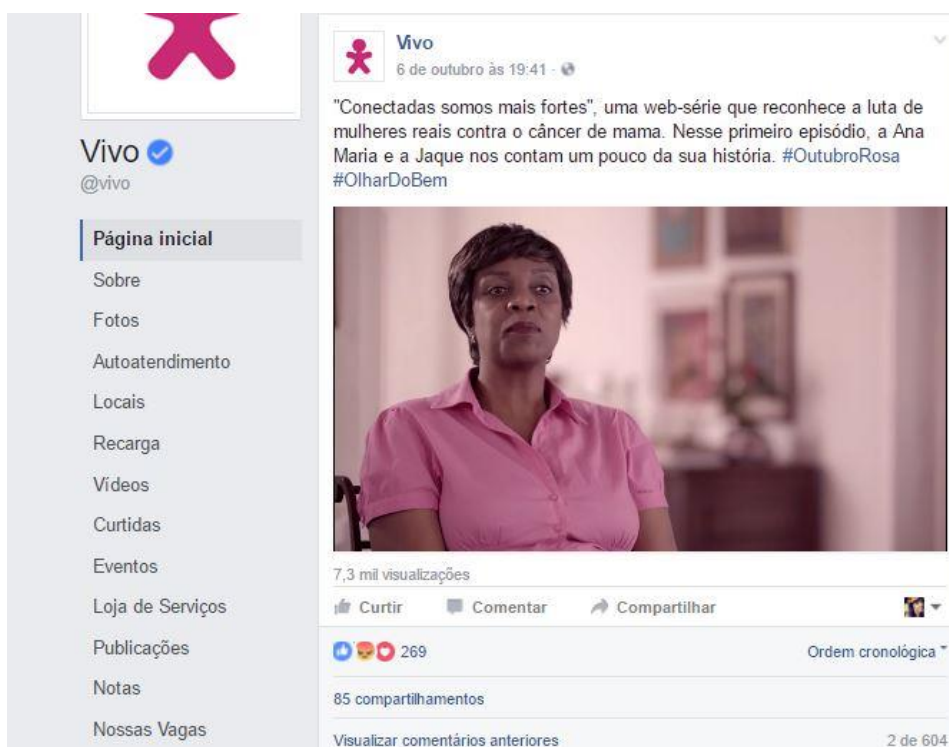 Vivo
@vivo
Página inicial
Sobre
Fotos
Autoatendimento
Locais
Recarga
Vídeos
Curtidas
Eventos
Loja de Serviços
Publicações
Notas
Nossas Vagas
Vivo
6 de outubro às 19:41 ·
"Conectadas somos mais fortes", uma web-série que reconhece a luta de
mulheres reais contra o câncer de mama. Nesse primeiro episódio, a Ana
Maria e a Jaque nos contam um pouco da sua história. #OutubroRosa
#OlharDoBem
7,3 mil visualizações
Curtir Comentar Compartilhar
269 Ordem cronológica
85 compartilhamentos
Visualizar comentários anteriores 2 de 604